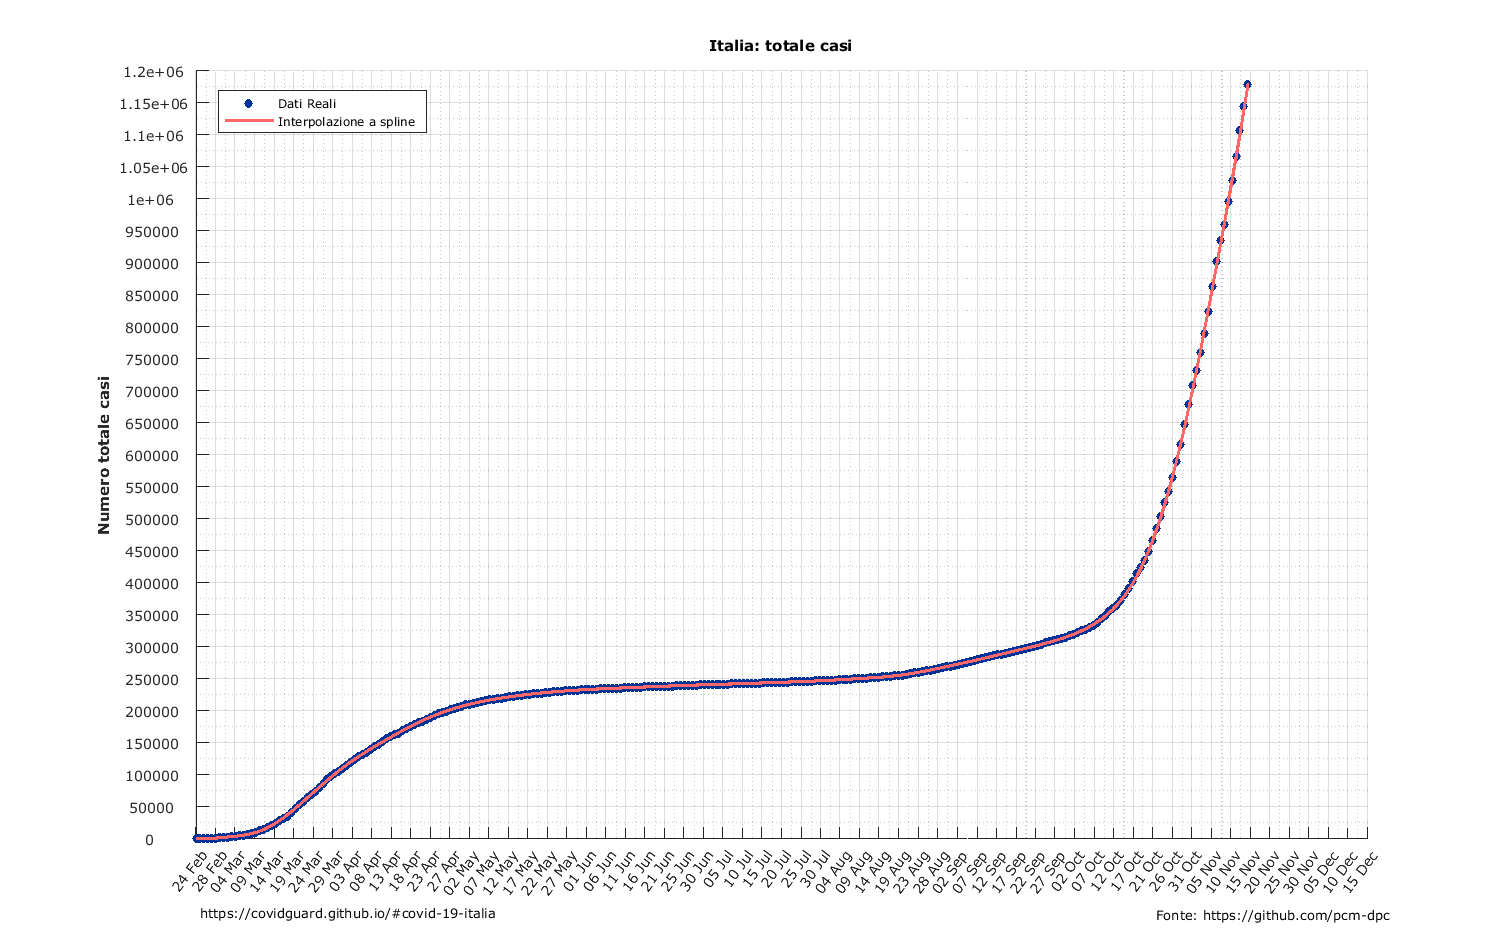 Italia: totale casi
1.2e+06
1.15e+06
1.1e+06
1.05e+06
1e+06
950000
900000
850000
800000
750000
700000
650000
600000
550000
500000
450000
400000
350000
300000
250000
200000
150000
100000
50000
0
Numero totale casi
Dati Reali
Interpolazione a spline
24 Feb
28 Feb
04 Mar
09 Mar
14 Mar
19 Mar
24 Mar
29 Mar
03 Apr
08 Apr
13 Apr
18 Apr
23 Apr
27 Apr
02 May
07 May
12 May
17 May
22 May
27 May
01 Jun
06 Jun
11 Jun
16 Jun
21 Jun
25 Jun
30 Jun
05 Jul
10 Jul
15 Jul
20 Jul
25 Jul
30 Jul
04 Aug
09 Aug
14 Aug
19 Aug
23 Aug
28 Aug
02 Sep
07 Sep
12 Sep
17 Sep
22 Sep
27 Sep
02 Oct
07 Oct
12 Oct
17 Oct
21 Oct
26 Oct
31 Oct
05 Nov
10 Nov
15 Nov
20 Nov
25 Nov
30 Nov
05 Dec
10 Dec
15 Dec
https://covidguard.github.io/#covid-19-italia
Fonte: https://github.com/pcm-dpc